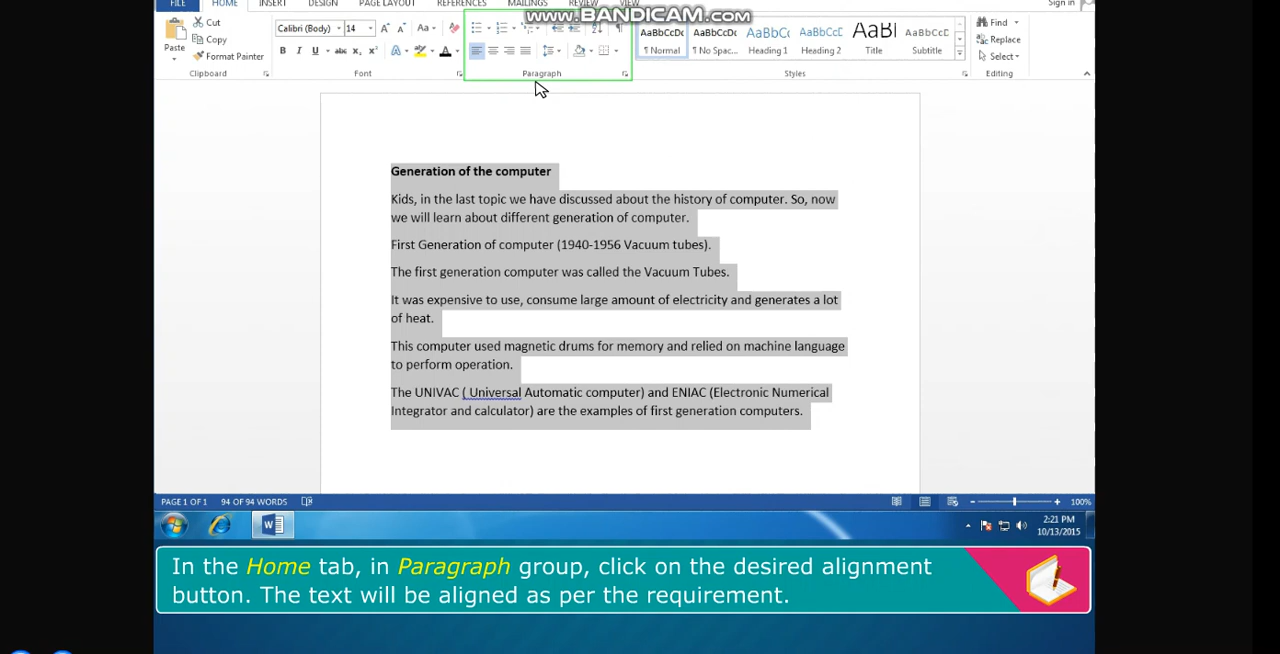 www.BANDICAM.com
FILE HOME INSERT DESIGN PAGE LAYOUT REFERENCES MAILINGS REVIEW VIEW Sign in
Cut
Copy
Paste
Format Painter
Clipboard
Calibri (Body) 14 Aa
B I U abc x₂ x² A A
Font
Paragraph
AaBbCcDc AaBbCcDc AaBbCc AaBbCc AaBI AaBbCcD
¶ Normal ¶ No Spac... Heading 1 Heading 2 Title Subtitle
Styles
Find
Replace
Select
Editing
Generation of the computer
Kids, in the last topic we have discussed about the history of computer. So, now
we will learn about different generation of computer.
First Generation of computer (1940-1956 Vacuum tubes).
The first generation computer was called the Vacuum Tubes.
It was expensive to use, consume large amount of electricity and generates a lot
of heat.
This computer used magnetic drums for memory and relied on machine language
to perform operation.
The UNIVAC ( Universal Automatic computer) and ENIAC (Electronic Numerical
Integrator and calculator) are the examples of first generation computers.
PAGE 1 OF 1 94 OF 94 WORDS 100%
2:21 PM
10/13/2015
In the Home tab, in Paragraph group, click on the desired alignment
button. The text will be aligned as per the requirement.